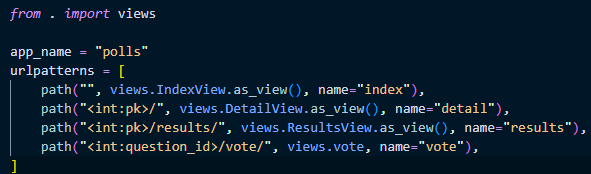 from . import views
app_name = "polls"
urlpatterns = [
    path("", views.IndexView.as_view(), name="index"),
    path("<int:pk>/", views.DetailView.as_view(), name="detail"),
    path("<int:pk>/results/", views.ResultsView.as_view(), name="results"),
    path("<int:question_id>/vote/", views.vote, name="vote"),
]